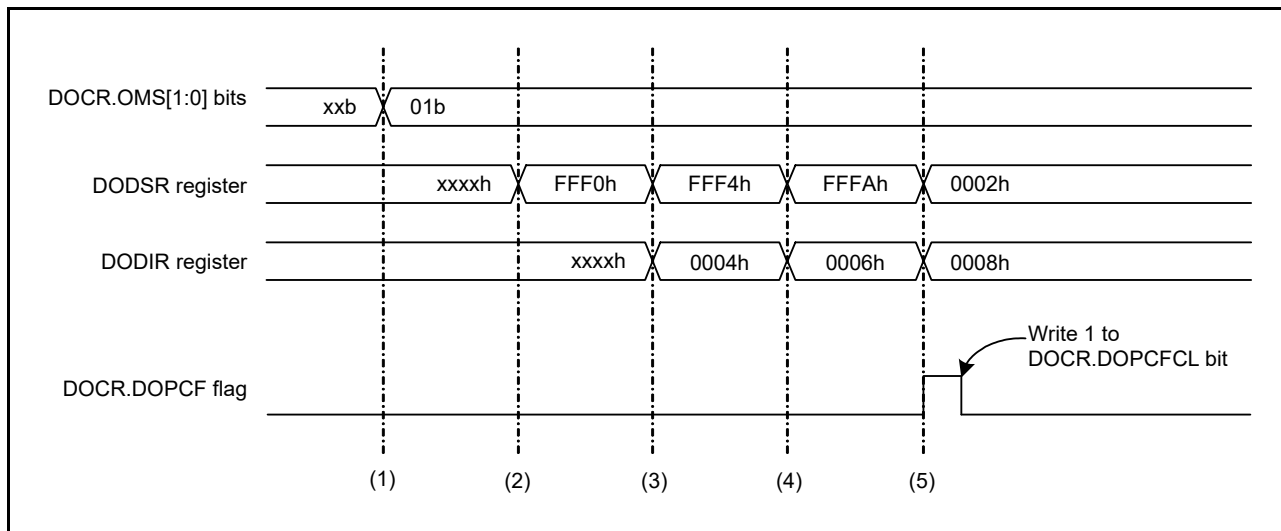 DOCR.OMS[1:0] bits
xxb
01b
DODSR register
xxxxh
FFF0h
FFF4h
FFFAh
0002h
DODIR register
xxxxh
0004h
0006h
0008h
Write 1 to
DOCR.DOPCFCL bit
DOCR.DOPCF flag
(1)
(2)
(3)
(4)
(5)